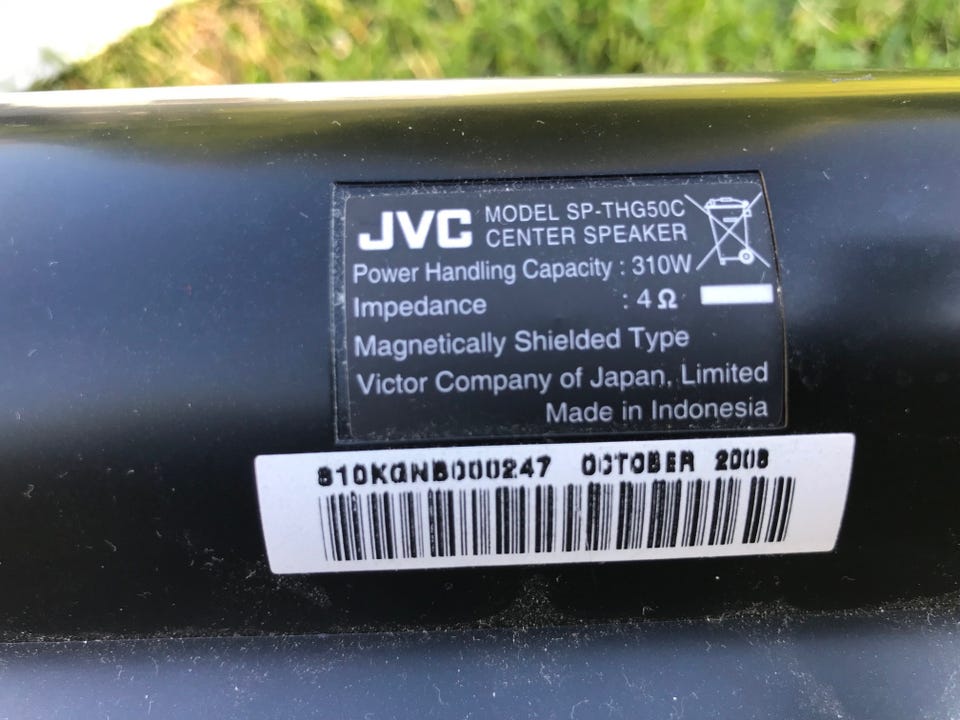 JVC MODEL SP-THG50C
CENTER SPEAKER
Power Handling Capacity : 310W
Impedance : 4 Ω
Magnetically Shielded Type
Victor Company of Japan, Limited
Made in Indonesia
810KGNB000247 OCTOBER 2008